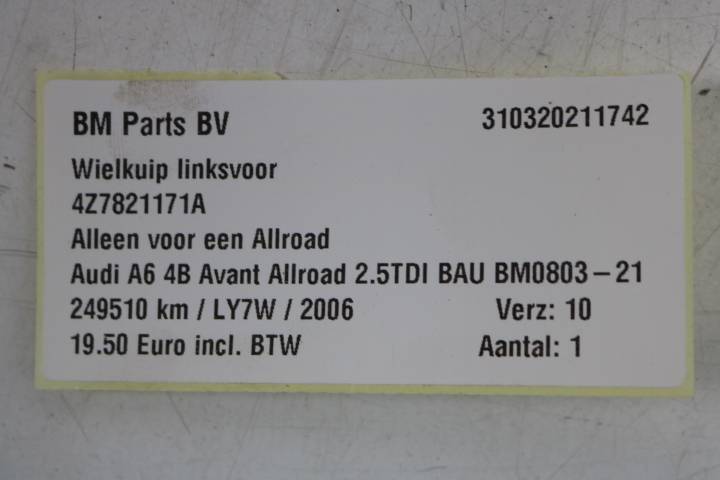 BM Parts BV 310320211742
Wielkuip linksvoor
4Z7821171A
Alleen voor een Allroad
Audi A6 4B Avant Allroad 2.5TDI BAU BM0803-21
249510 km / LY7W / 2006 Verz: 10
19.50 Euro incl. BTW Aantal: 1